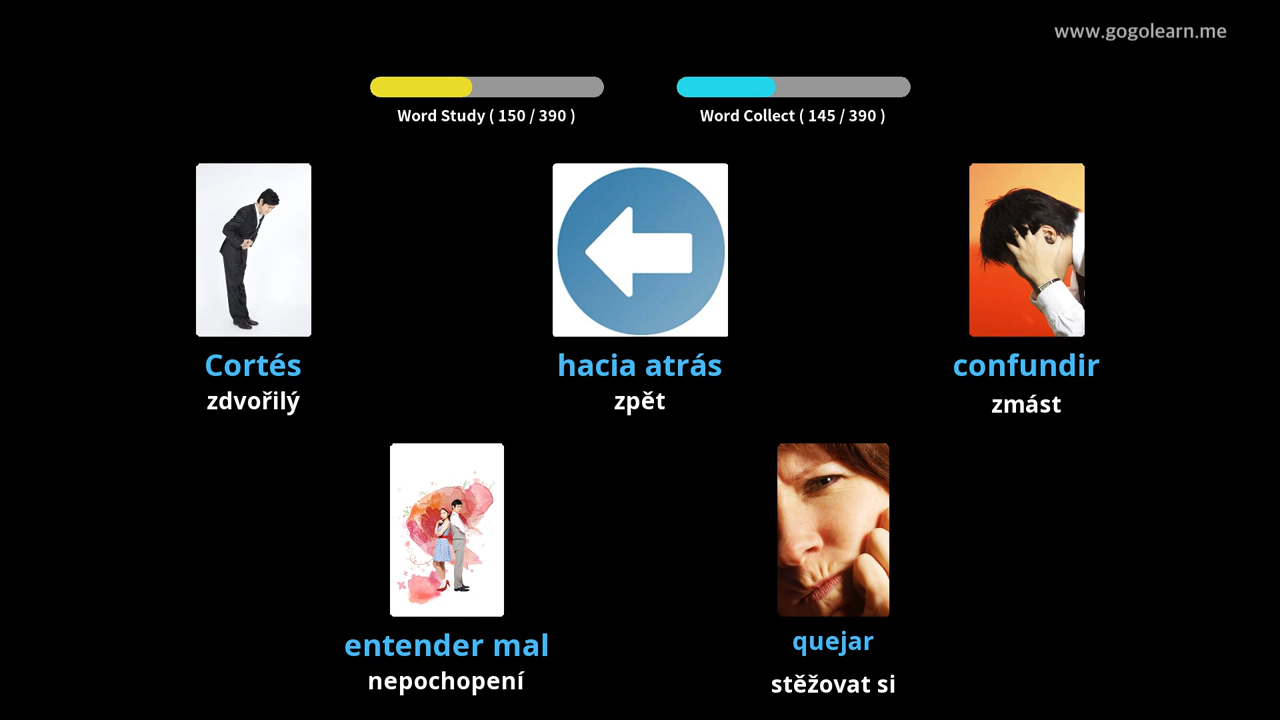 www.gogolearn.me
Word Study ( 150 / 390 )
Word Collect ( 145 / 390 )
Cortés
zdvořilý
hacia atrás
zpět
confundir
zmást
entender mal
nepochopení
quejar
stěžovat si